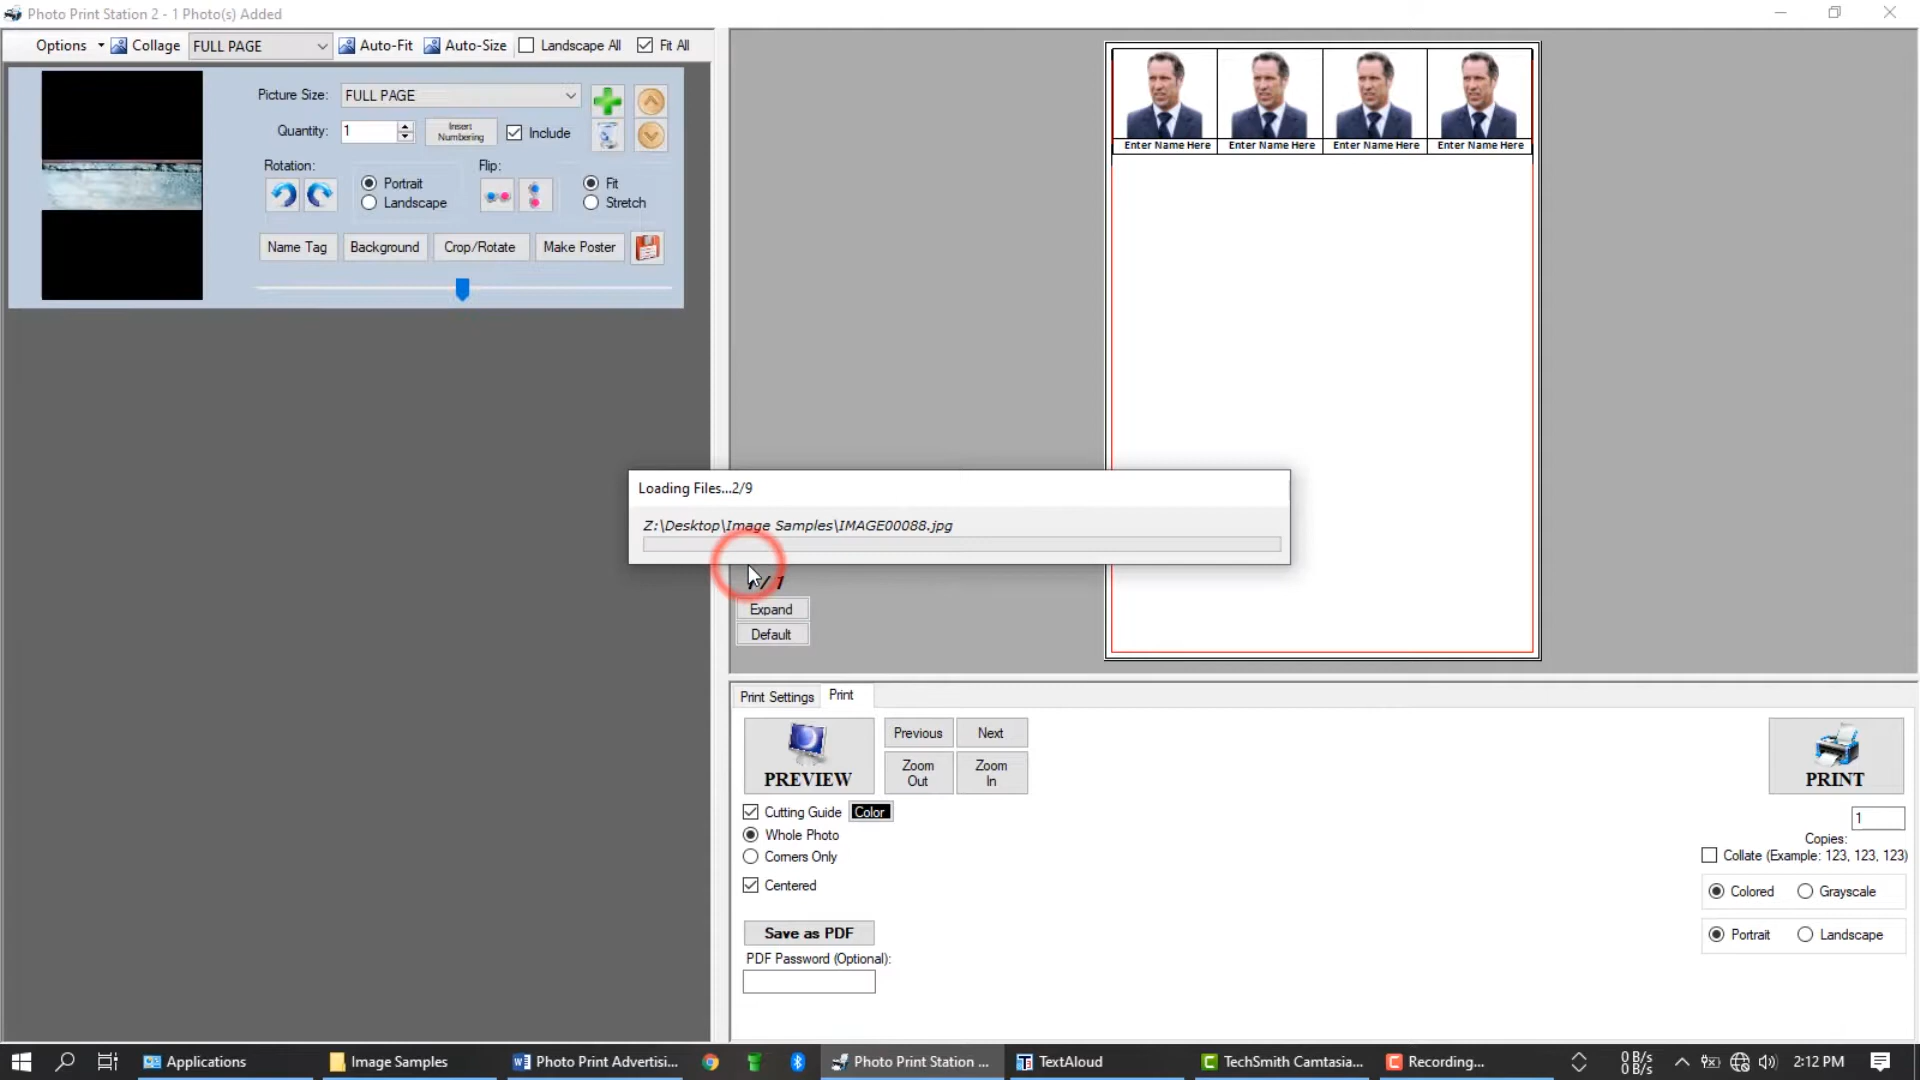 Photo Print Station 2 - 1 Photo(s) Added
Options Collage FULL PAGE Auto-Fit Auto-Size Landscape All Fit All
Picture Size: FULL PAGE
Quantity: 1 Insert Numbering Include
Rotation: Flip:
Portrait Fit
Landscape Stretch
Name Tag Background Crop/Rotate Make Poster
Enter Name Here Enter Name Here Enter Name Here Enter Name Here
Loading Files...2/9
Z:\Desktop\Image Samples\IMAGE00088.jpg
/ 1
Expand
Default
Print Settings Print
PREVIEW Previous Next
Zoom Out Zoom In
PRINT
Cutting Guide Color
1
Whole Photo
Copies:
Corners Only
Collate (Example: 123, 123, 123)
Centered
Colored Grayscale
Save as PDF
Portrait Landscape
PDF Password (Optional):
Applications Image Samples Photo Print Advertisi... Photo Print Station ... TextAloud TechSmith Camtasia... Recording... 0 B/s 0 B/s 2:12 PM